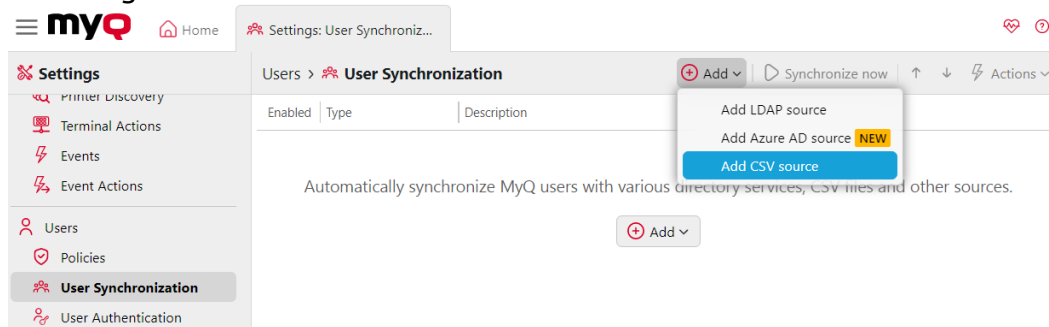 myQ Home Settings: User Synchroniz...
Settings Users > User Synchronization Add Synchronize now Actions
Printer Discovery
Enabled Type Description
Add LDAP source
Terminal Actions
Add Azure AD source NEW
Events
Add CSV source
Event Actions
Automatically synchronize MyQ users with various directory services, CSV files and other sources.
Users
Add
Policies
User Synchronization
User Authentication